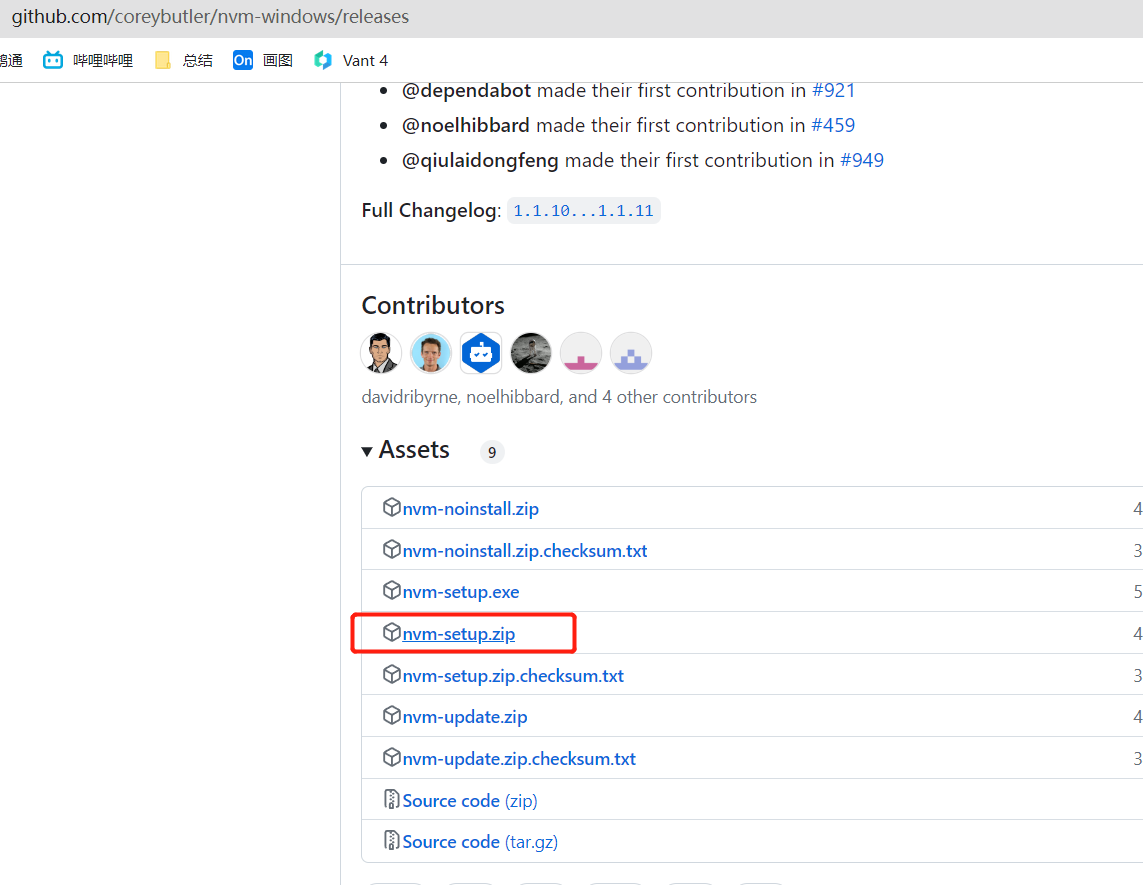 github.com/coreybutler/nvm-windows/releases
鹅通 哔哩哔哩 总结 On 画图 Vant 4
@dependabot made their first contribution in #921
@noelhibbard made their first contribution in #459
@qiulaidongfeng made their first contribution in #949
Full Changelog: 1.1.10...1.1.11
Contributors
davidribyrne, noelhibbard, and 4 other contributors
Assets 9
nvm-noinstall.zip 4
nvm-noinstall.zip.checksum.txt 3
nvm-setup.exe 5
nvm-setup.zip 4
nvm-setup.zip.checksum.txt 3
nvm-update.zip 4
nvm-update.zip.checksum.txt 3
Source code (zip)
Source code (tar.gz)